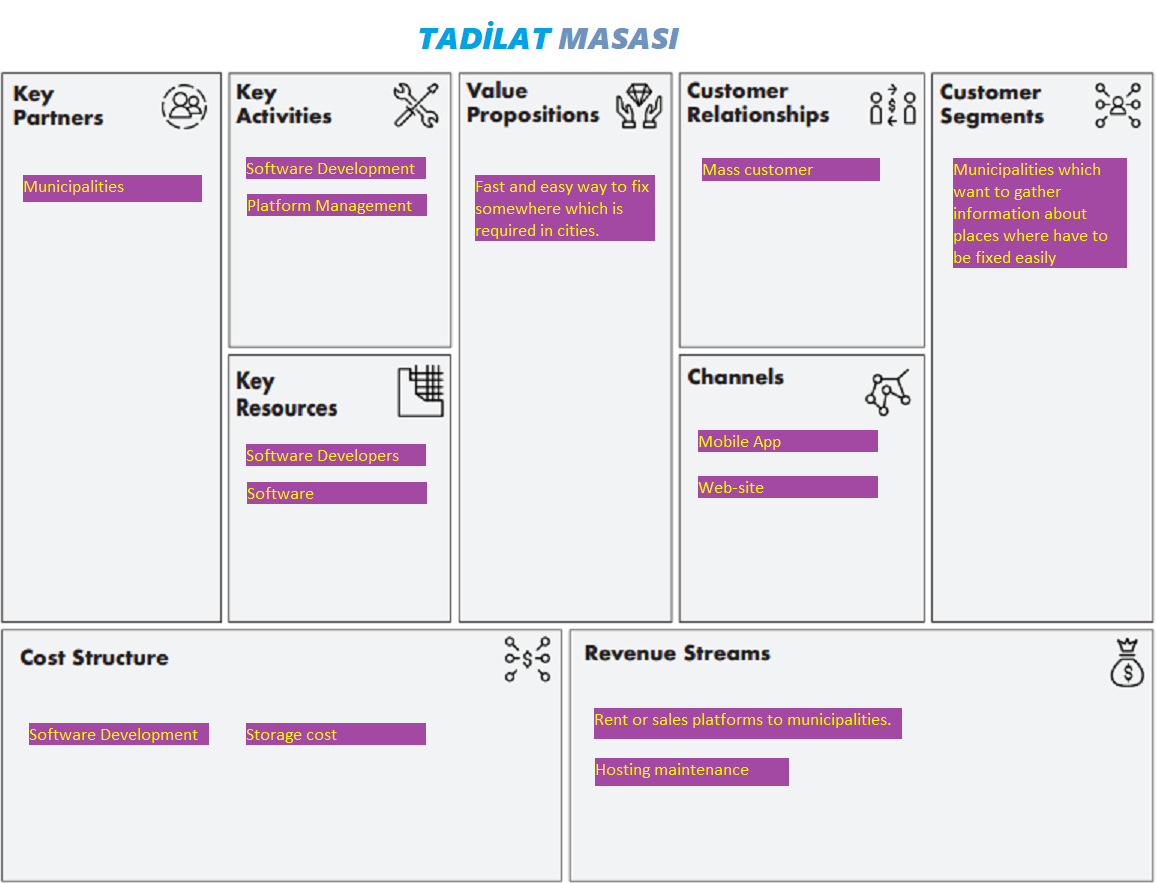 TADİLAT MASASI
Key
Partners
Municipalities
Key
Activities
Software Development
Platform Management
Key
Resources
Software Developers
Software
Value
Propositions
Fast and easy way to fix
somewhere which is
required in cities.
Customer
Relationships
Mass customer
Channels
Mobile App
Web-site
Customer
Segments
Municipalities which
want to gather
information about
places where have to
be fixed easily
Cost Structure
$
Software Development
Storage cost
Revenue Streams
$
Rent or sales platforms to municipalities.
Hosting maintenance